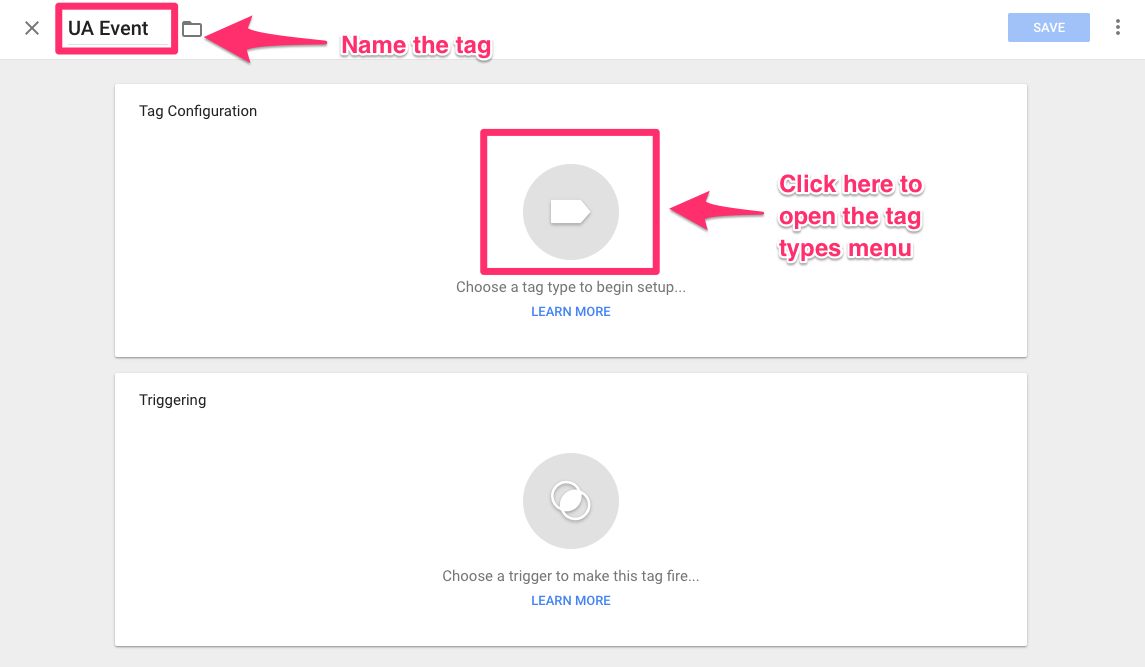 UA Event
SAVE
Name the tag
Tag Configuration
Click here to
open the tag
types menu
Choose a tag type to begin setup...
LEARN MORE
Triggering
Choose a trigger to make this tag fire...
LEARN MORE